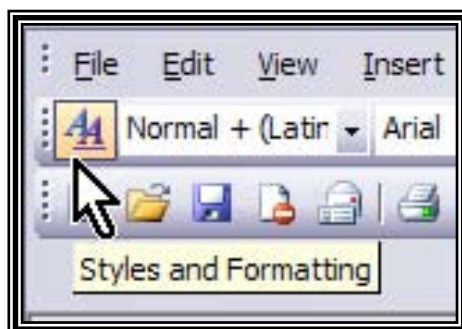 File Edit View Insert
Normal + (Latir Arial
Styles and Formatting